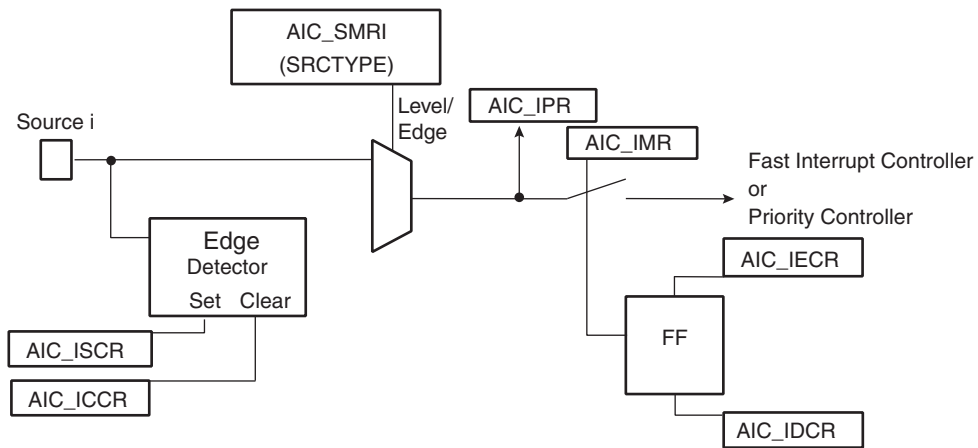 AIC_SMRI
(SRCTYPE)
Source i
Level/
Edge
AIC_IPR
AIC_IMR
Fast Interrupt Controller
or
Priority Controller
Edge
Detector
Set Clear
AIC_IECR
FF
AIC_ISCR
AIC_ICCR
AIC_IDCR